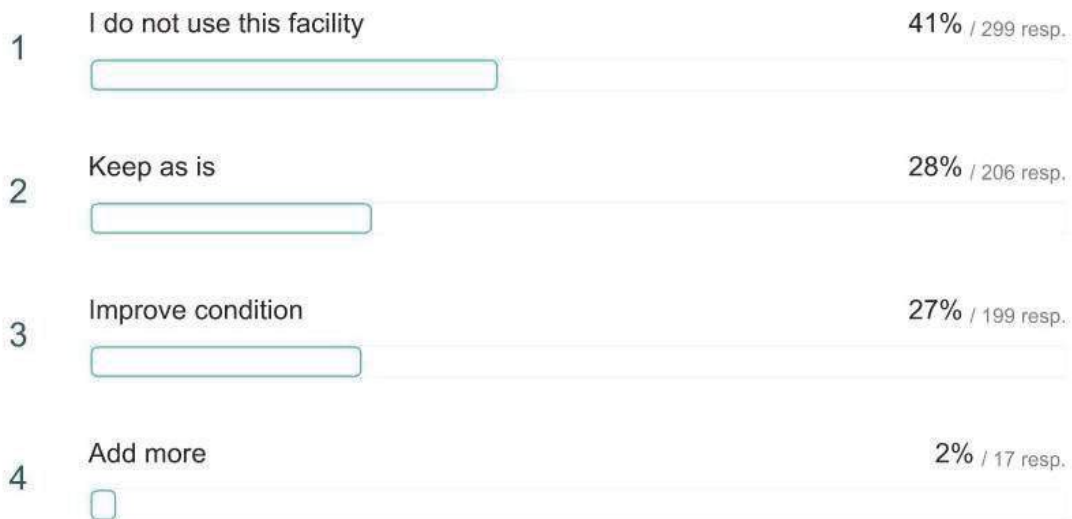 1 I do not use this facility 41% / 299 resp.
2 Keep as is 28% / 206 resp.
3 Improve condition 27% / 199 resp.
4 Add more 2% / 17 resp.